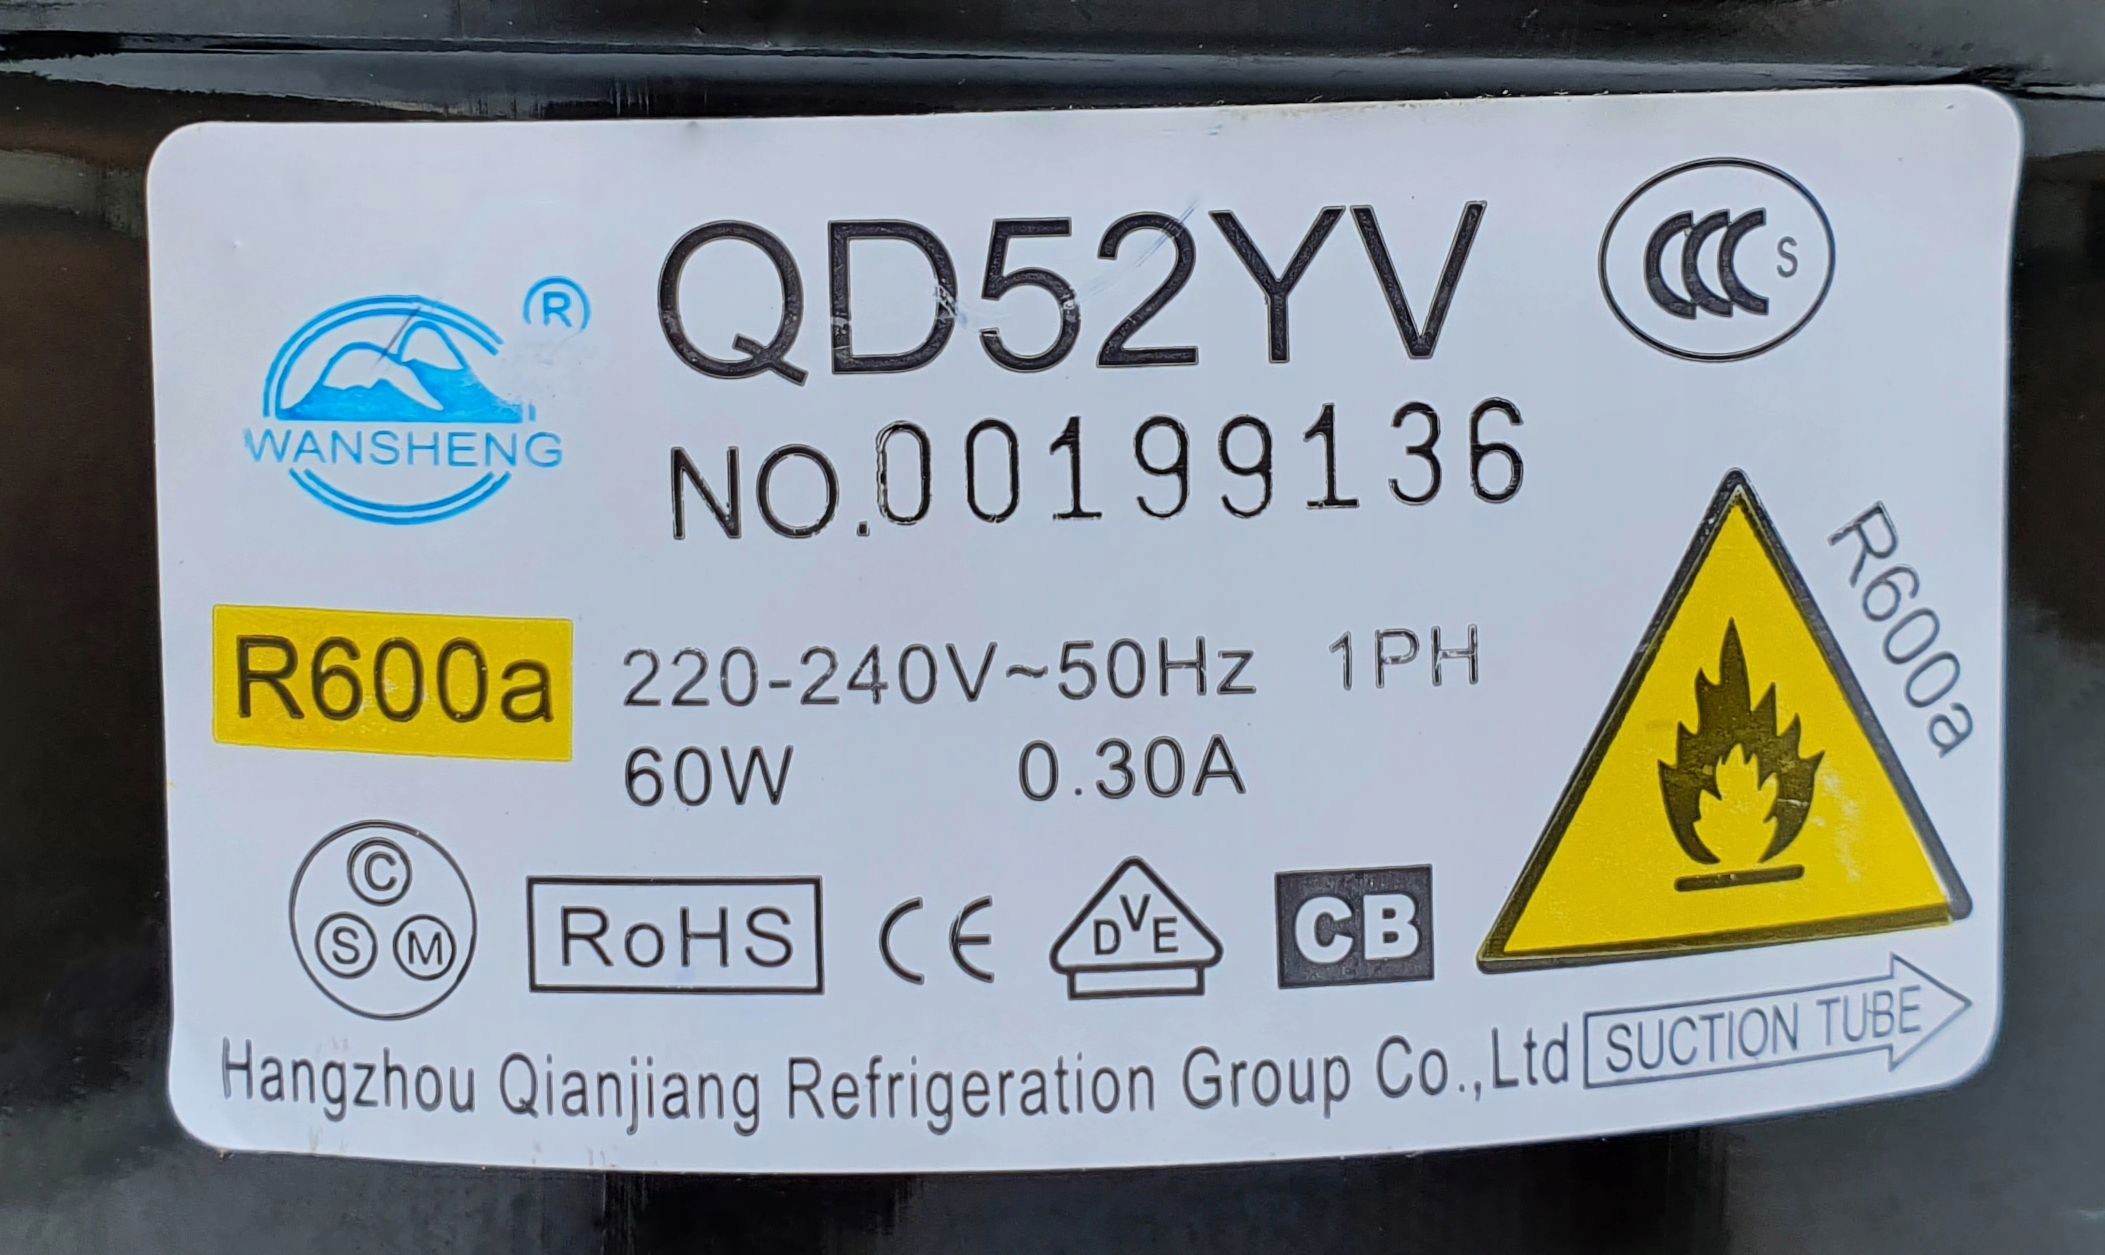 QD52YV
CCC S
®
WANSHENG
NO.00199136
R600a
R600a
220-240V~50Hz 1PH
60W 0.30A
C
S M
RoHS CE DVE CB
SUCTION TUBE
Hangzhou Qianjiang Refrigeration Group Co.,Ltd